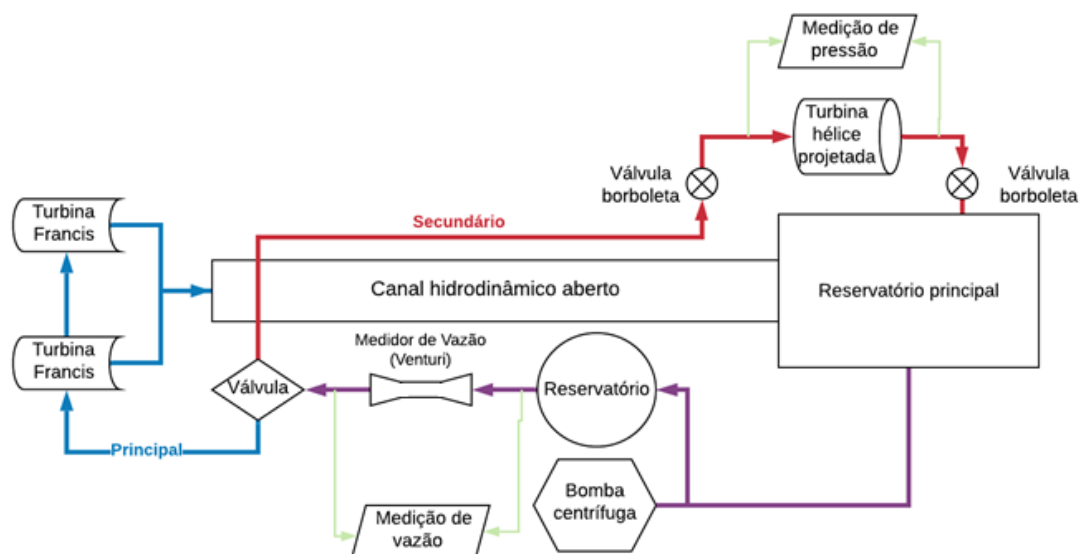 Medição de
pressão
Turbina
hélice
projetada
Válvula
borboleta
Válvula
borboleta
Turbina
Francis
Secundário
Canal hidrodinâmico aberto
Reservatório principal
Turbina
Francis
Medidor de Vazão
(Venturi)
Válvula
Reservatório
Principal
Bomba
centrífuga
Medição de
vazão